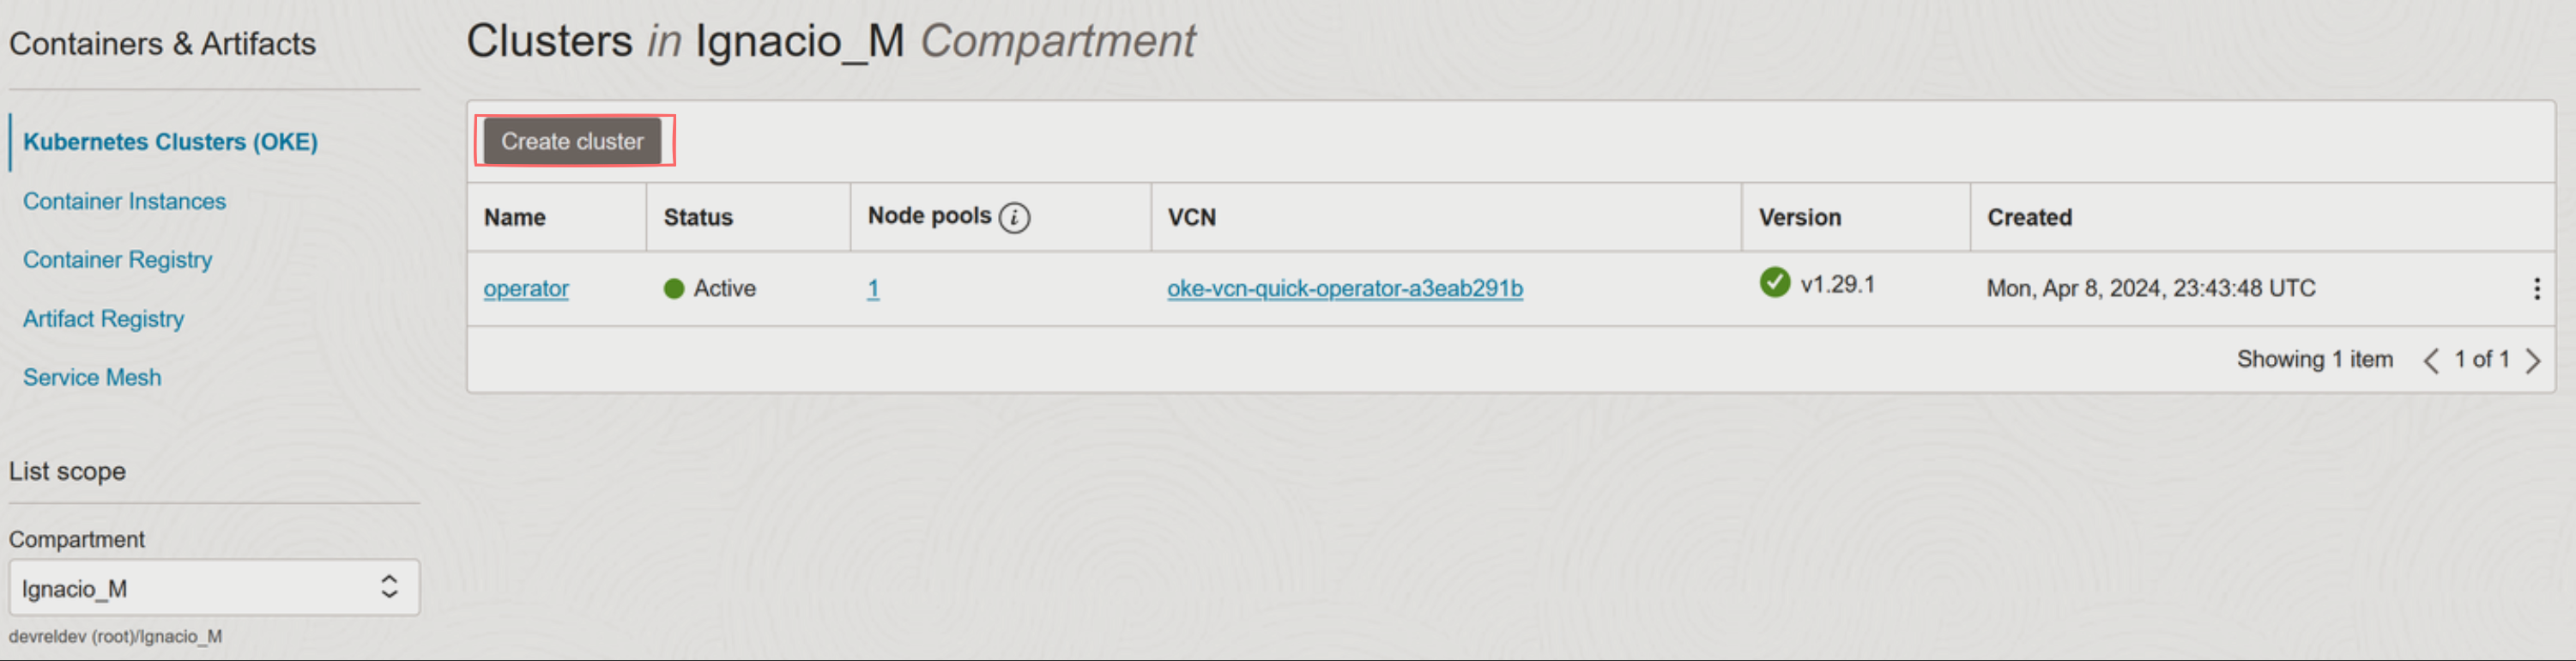 Containers & Artifacts
Kubernetes Clusters (OKE)
Container Instances
Container Registry
Artifact Registry
Service Mesh
List scope
Compartment
Ignacio_M
devreldev (root)/Ignacio_M
Clusters in Ignacio_M Compartment
Create cluster
Name Status Node pools i VCN Version Created
operator Active 1 oke-vcn-quick-operator-a3eab291b v1.29.1 Mon, Apr 8, 2024, 23:43:48 UTC
Showing 1 item < 1 of 1 >